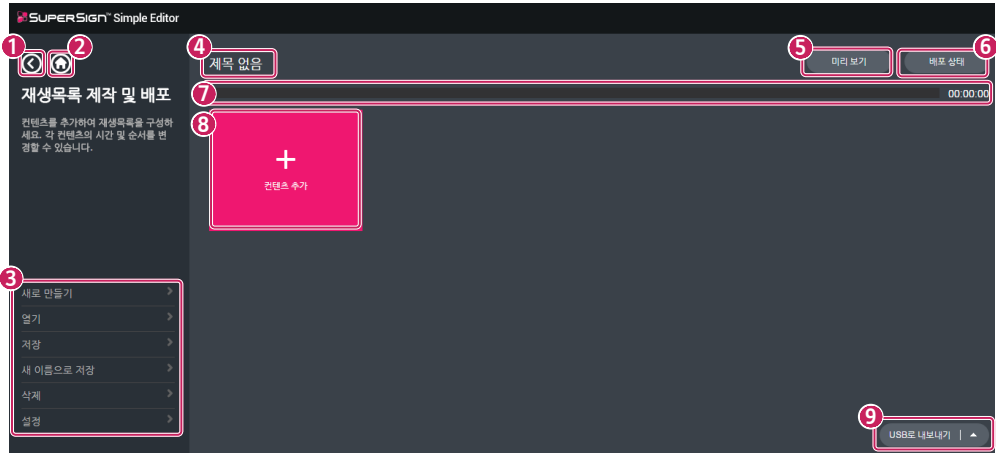 SUPERSIGN™ Simple Editor
1
2
4
제목 없음
5
미리 보기
6
배포 상태
재생목록 제작 및 배포
7
00:00:00
컨텐츠를 추가하여 재생목록을 구성하
세요. 각 컨텐츠의 시간 및 순서를 변
경할 수 있습니다.
8
+
컨텐츠 추가
3
새로 만들기
열기
저장
새 이름으로 저장
삭제
설정
9
USB로 내보내기